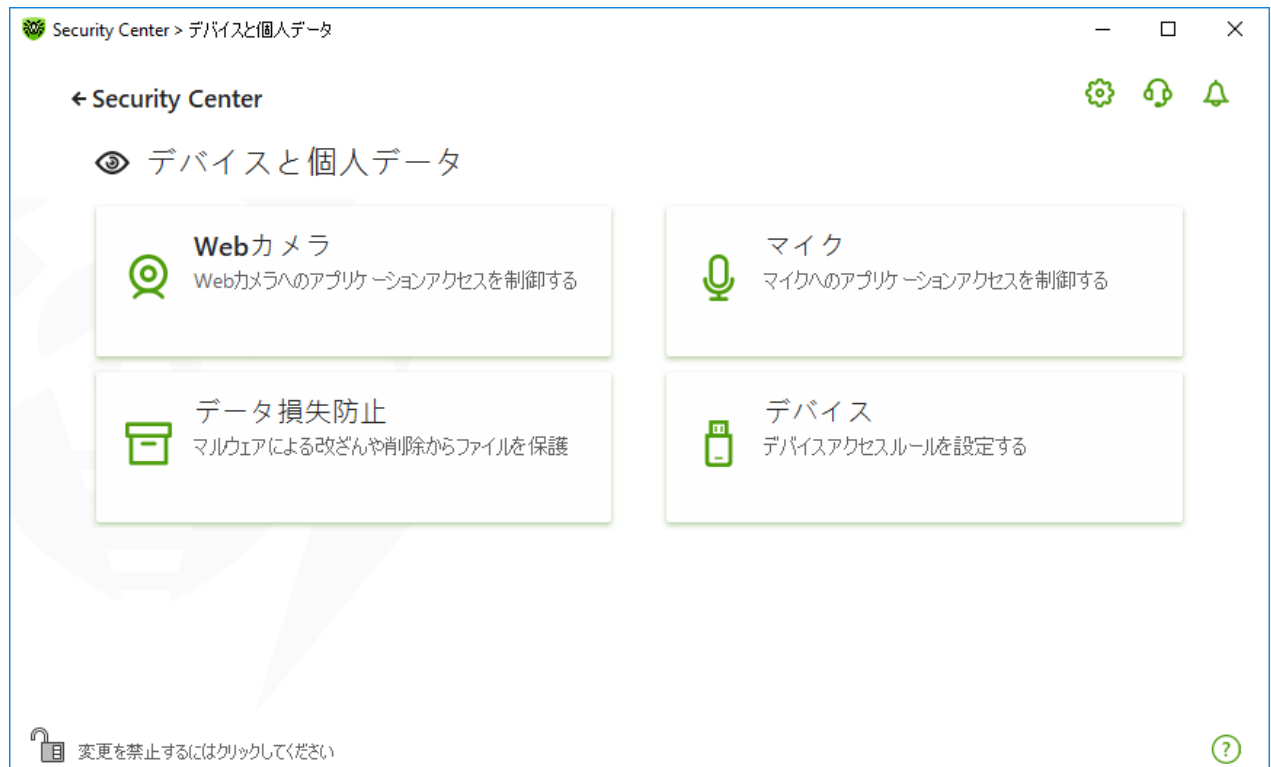 Security Center > デバイスと個人データ
Security Center
デバイスと個人データ
Webカメラ
Webカメラへのアプリケーションアクセスを制御する
マイク
マイクへのアプリケーションアクセスを制御する
データ損失防止
マルウェアによる改ざんや削除からファイルを保護
デバイス
デバイスアクセスルールを設定する
変更を禁止するにはクリックしてください
?